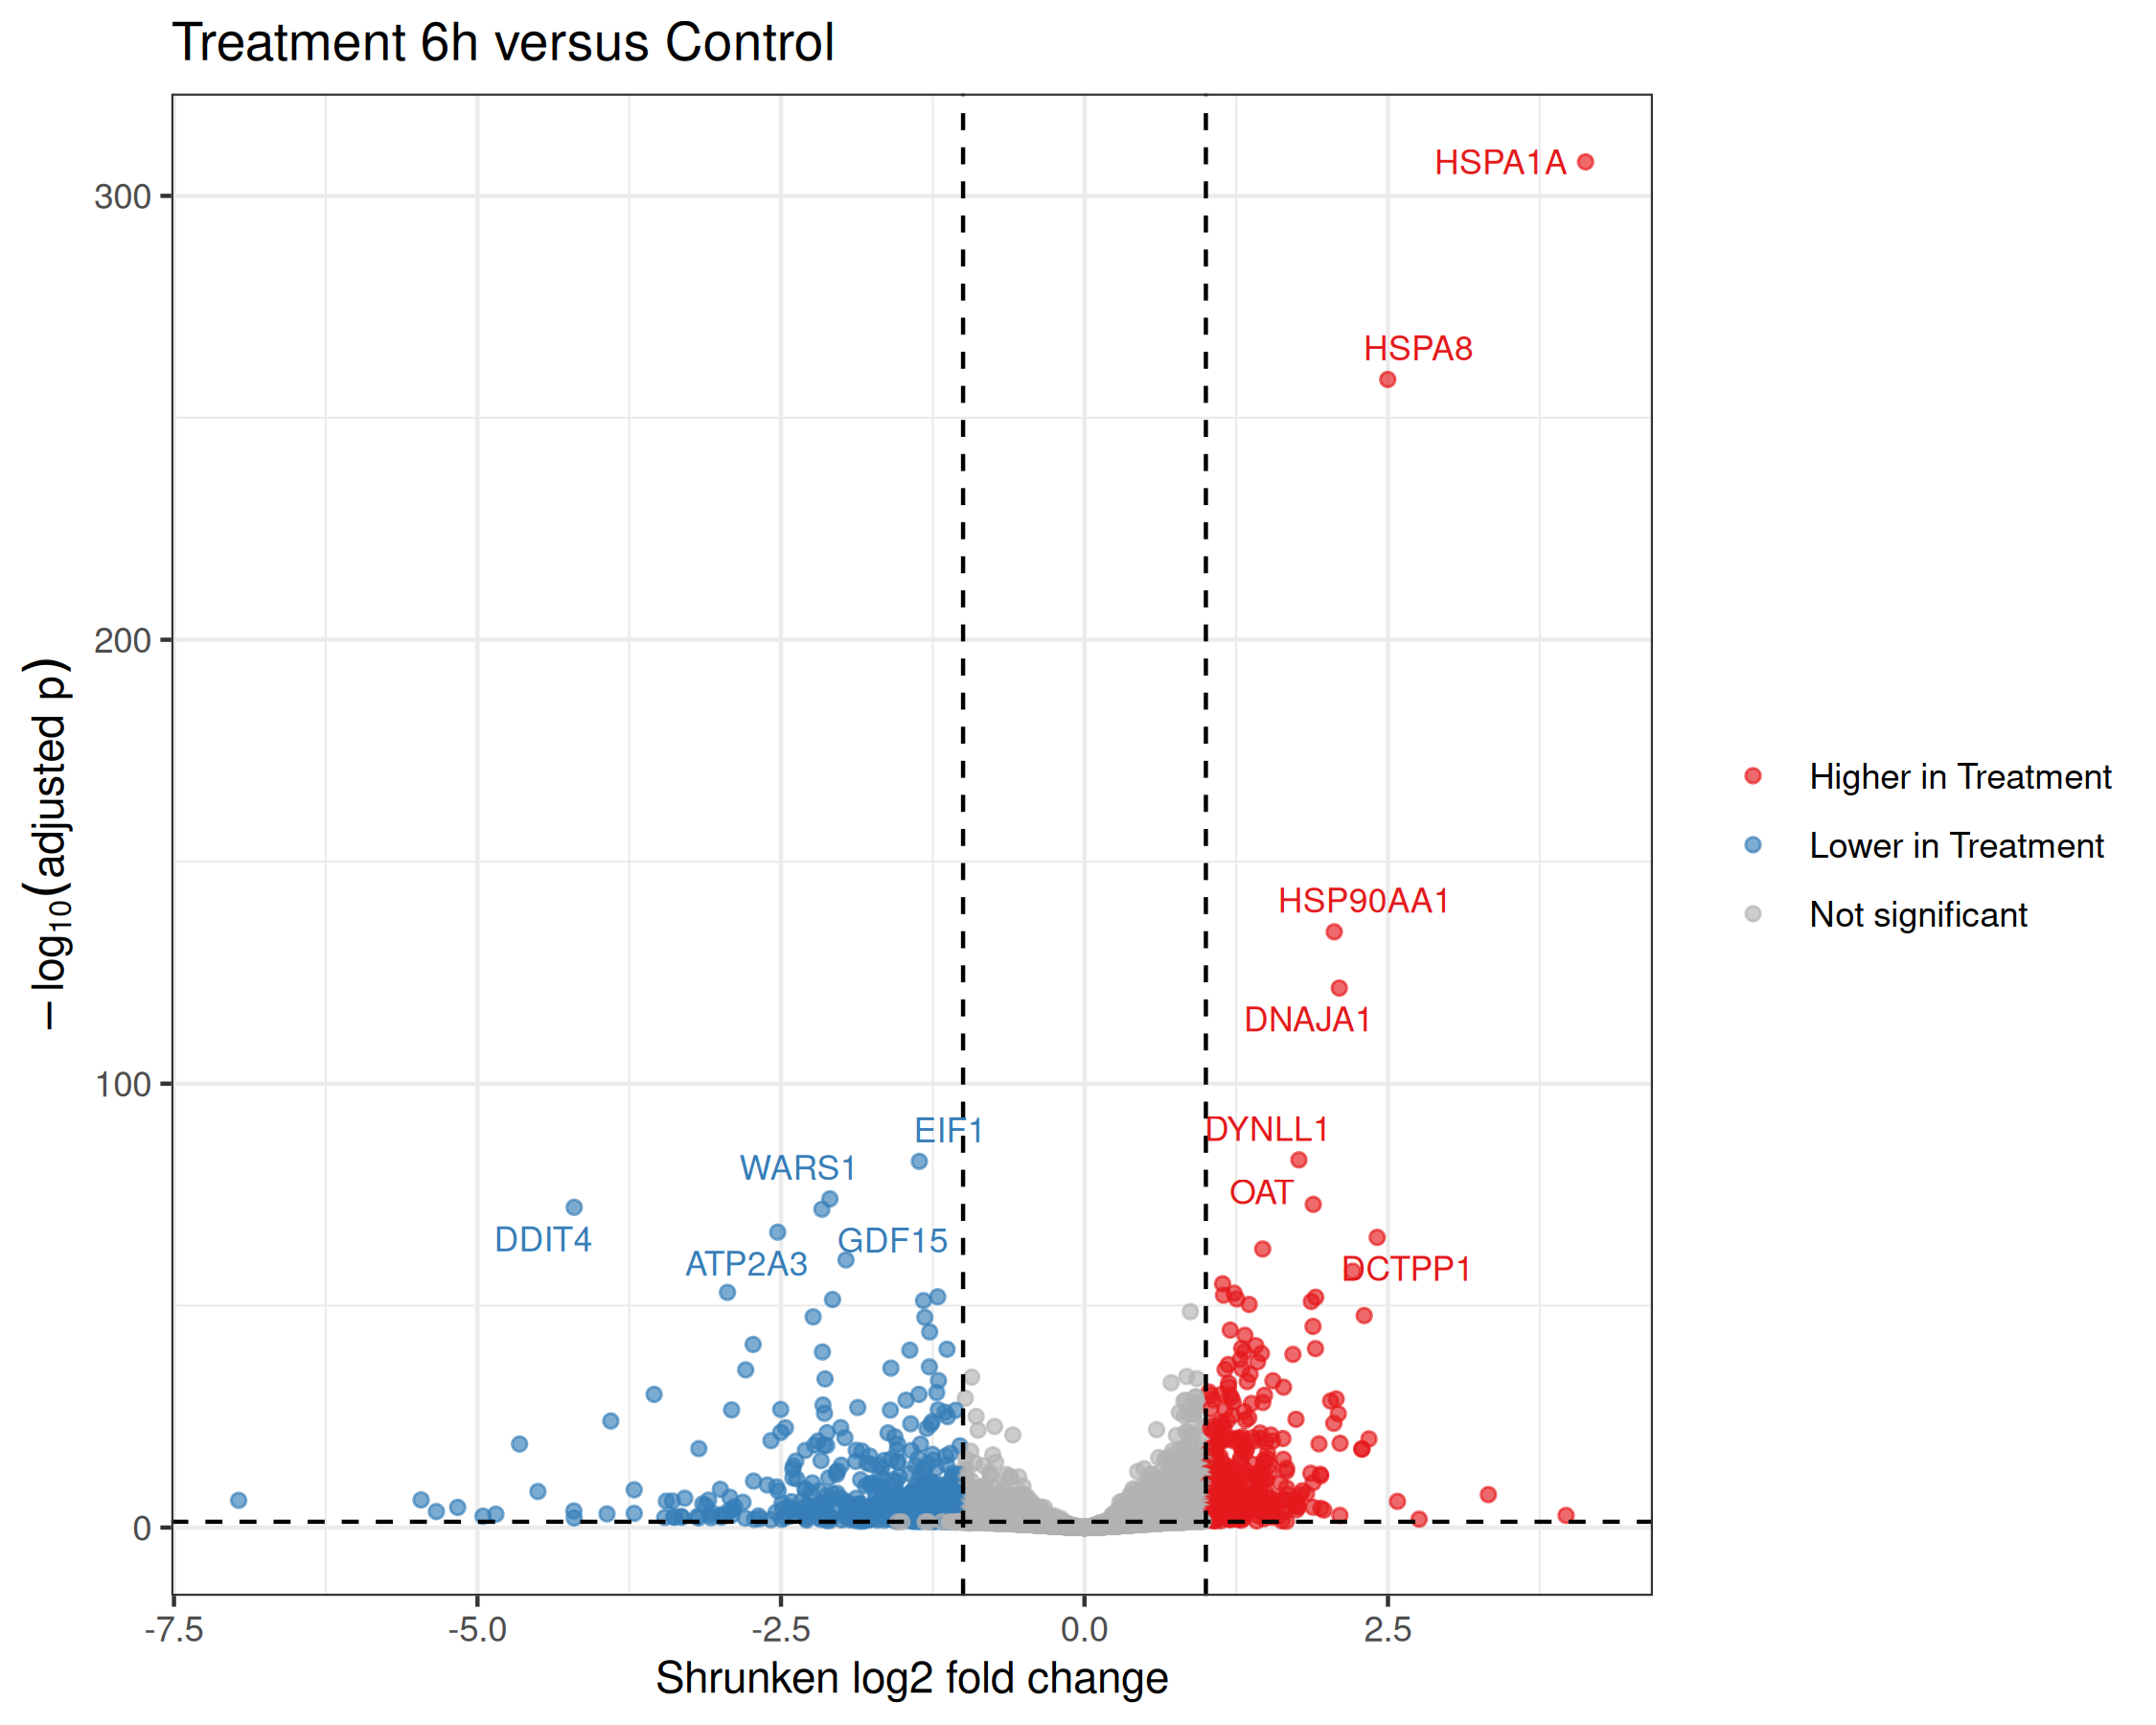 Treatment 6h versus Control
HSPA1A
300
HSPA8
200
HSP90AA1
DNAJA1
100
EIF1
DYNLL1
WARS1
OAT
DDIT4
GDF15
ATP2A3
DCTPP1
0
-7.5
-5.0
-2.5
0.0
2.5
Shrunken log2 fold change
− log10(adjusted p)
Higher in Treatment
Lower in Treatment
Not significant